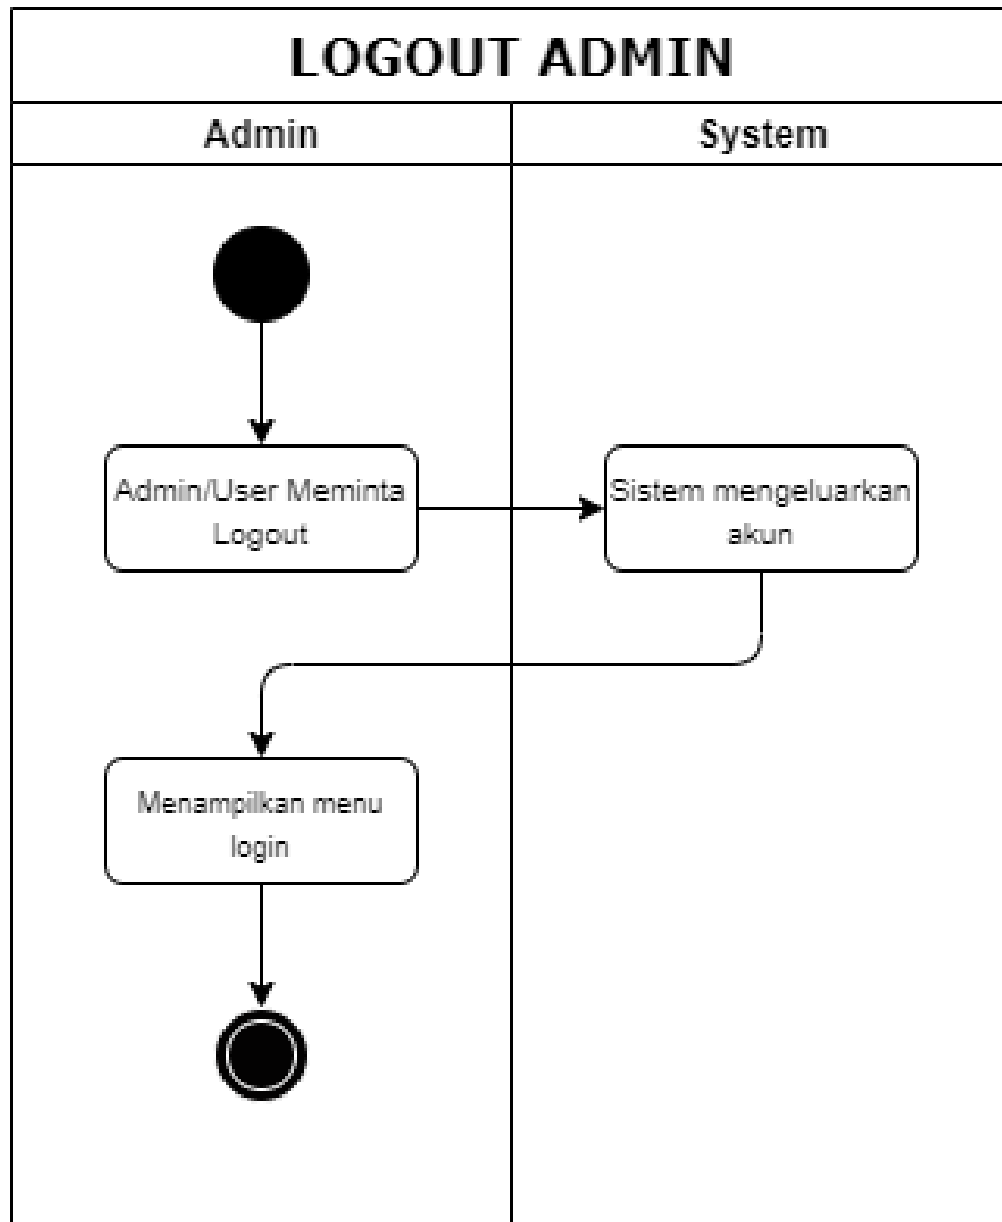 LOGOUT ADMIN
Admin
System
Admin/User Meminta
Logout
Sistem mengeluarkan
akun
Menampilkan menu
login